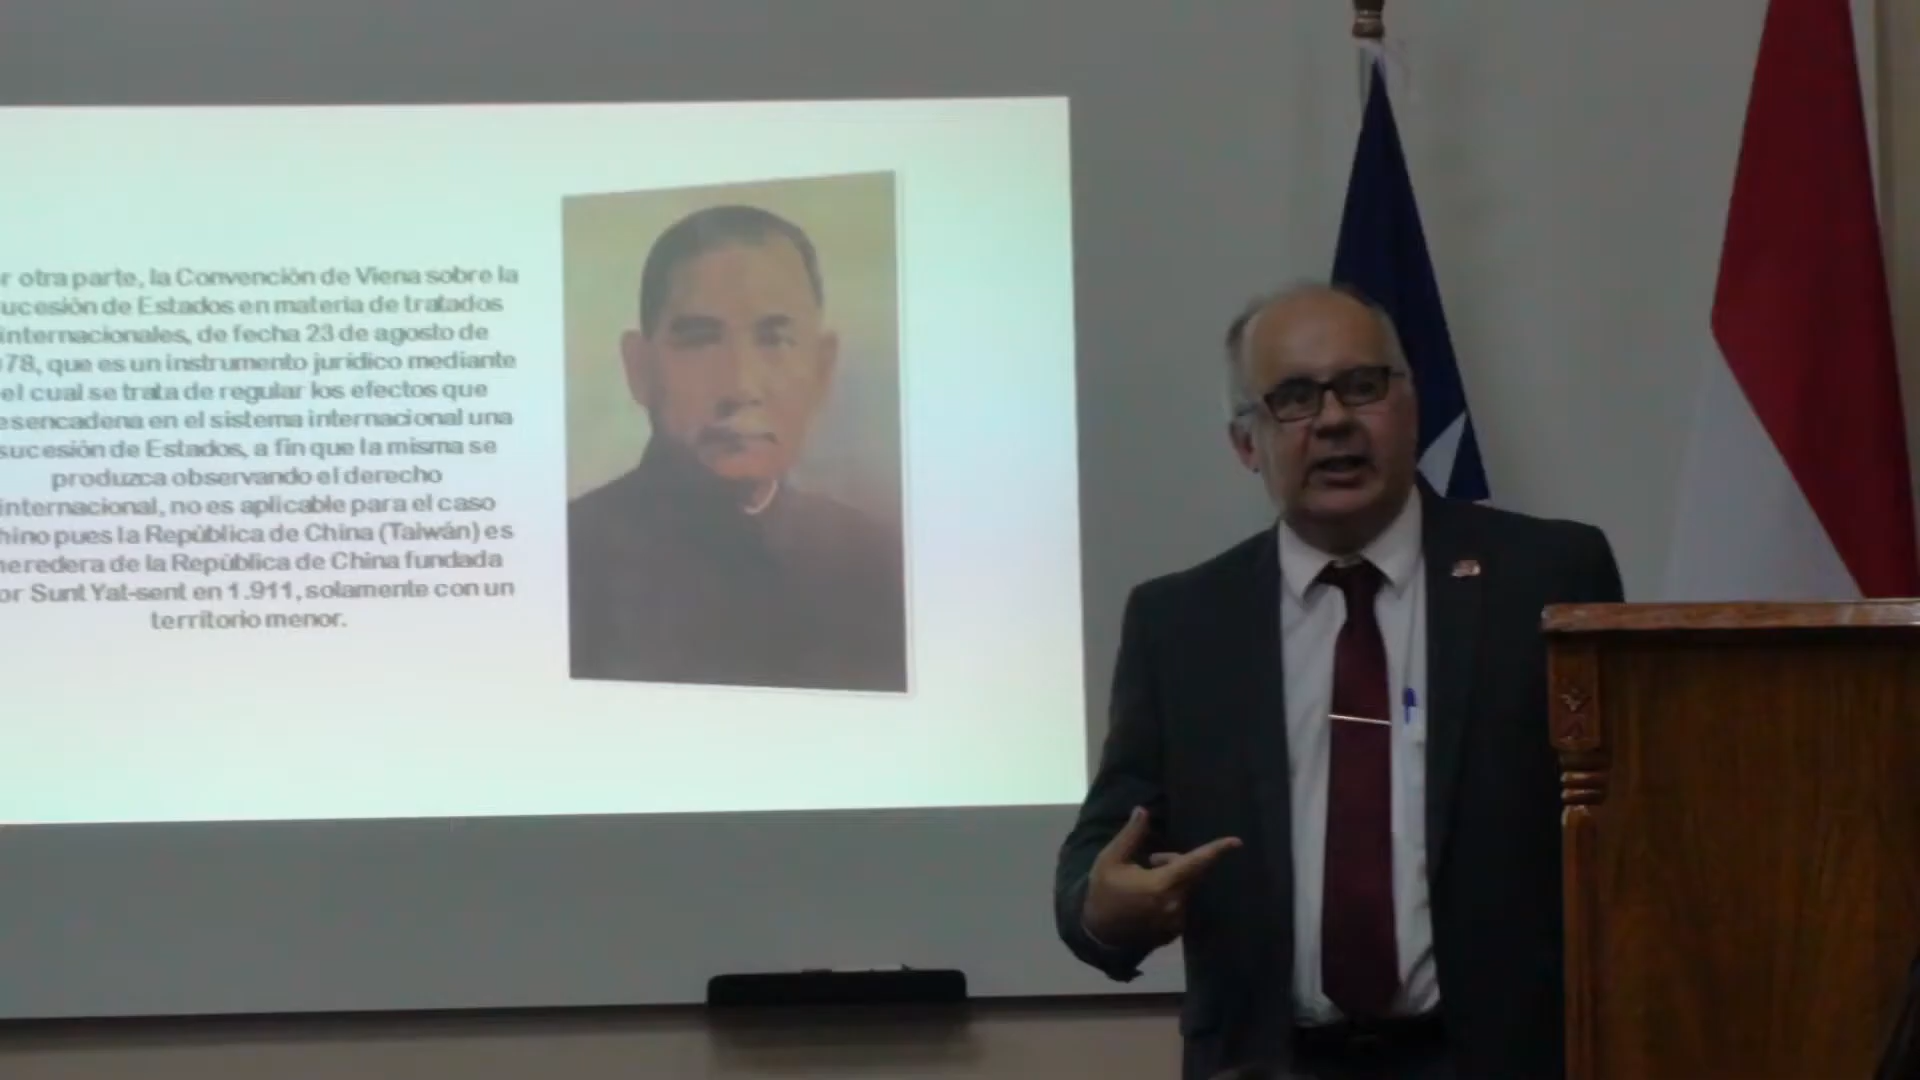 r otra parte, la Convención de Viena sobre la
ucesión de Estados en materia de tratados
internacionales, de fecha 23 de agosto de
78, que es un instrumento jurídico mediante
el cual se trata de regular los efectos que
esencadena en el sistema internacional una
sucesión de Estados, a fin que la misma se
produzca observando el derecho
internacional, no es aplicable para el caso
hino pues la República de China (Taiwán) es
heredera de la República de China fundada
or Sunt Yat-sent en 1.911, solamente con un
territorio menor.